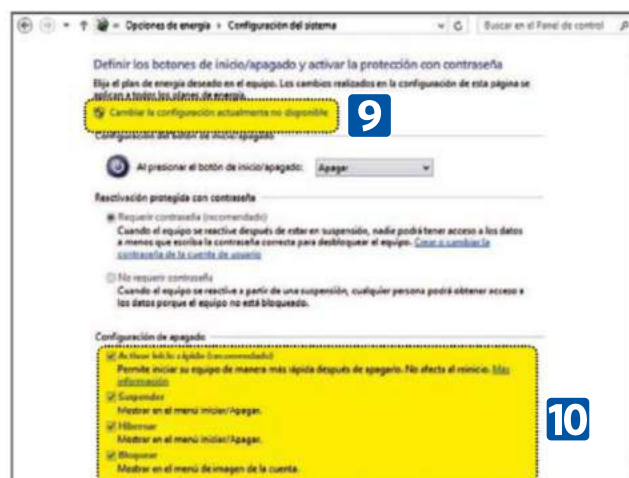 Opciones de energía Configuración del sistema
Buscar en el Panel de control
Definir los botones de inicio/apagado y activar la protección con contraseña
Elija el plan de energía deseado en el equipo. Los cambios realizados en la configuración de esta página se
aplican a todos los planes de energía.
Cambiar la configuración actualmente no disponible
9
Configuración del botón de inicio/apagado
Al presionar el botón de inicio/apagado: Apagar
Reactivación protegida con contraseña
Requerir contraseña (recomendado)
Cuando el equipo se reactive después de estar en suspensión, nadie podrá tener acceso a los datos
a menos que escriba la contraseña correcta para desbloquear el equipo. Crear o cambiar la
contraseña de la cuenta de usuario
No requerir contraseña
Cuando el equipo se reactive a partir de una suspensión, cualquier persona podrá obtener acceso a
los datos porque el equipo no está bloqueado.
Configuración de apagado
Activar inicio rápido (recomendado)
Permite iniciar su equipo de manera más rápida después de apagarlo. No afecta al reinicio. Más
información
Suspender
Mostrar en el menú Iniciar/Apagar.
10
Hibernar
Mostrar en el menú Iniciar/Apagar.
Bloquear
Mostrar en el menú de imagen de la cuenta.